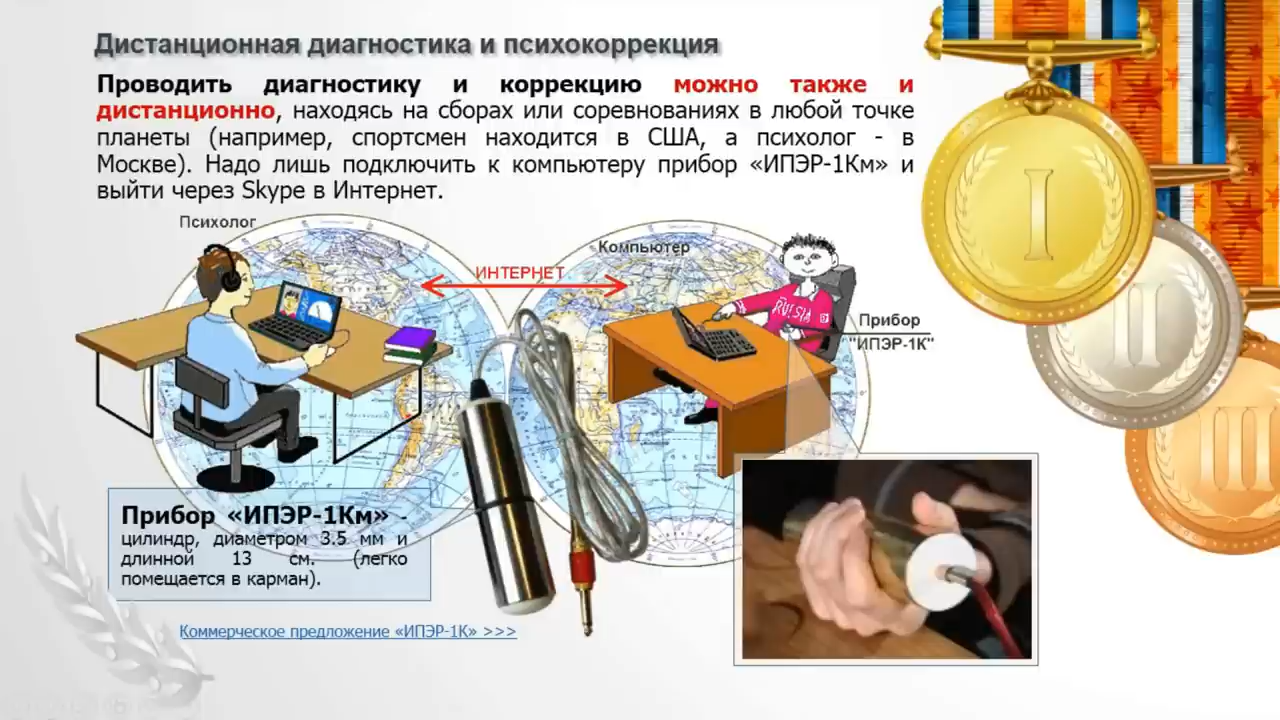 Дистанционная диагностика и психокоррекция
Проводить диагностику и коррекцию можно также и
дистанционно, находясь на сборах или соревнованиях в любой точке
планеты (например, спортсмен находится в США, а психолог - в
Москве). Надо лишь подключить к компьютеру прибор «ИПЭР-1Км» и
выйти через Skype в Интернет.
Психолог
Компьютер
ИНТЕРНЕТ
RUSSIA
Прибор
"ИПЭР-1К"
Прибор «ИПЭР-1Км» -
цилиндр, диаметром 3.5 мм и
длинной 13 см. (легко
помещается в карман).
Коммерческое предложение «ИПЭР-1К» >>>
I
II
III